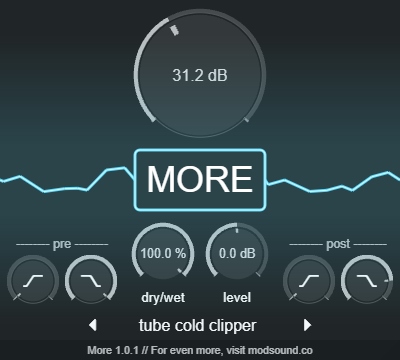 31.2 dB
MORE
pre
post
100.0 %
0.0 dB
dry/wet
level
tube cold clipper
More 1.0.1 // For even more, visit modsound.co